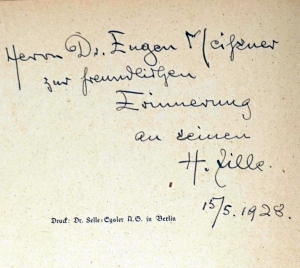 Herrn Dr. Eugen Meißner
zur freundlichen
Erinnerung
an seinen
H. Zille.
15/5.1928.
Druck: Dr. Selle-Eysler A.G. in Berlin